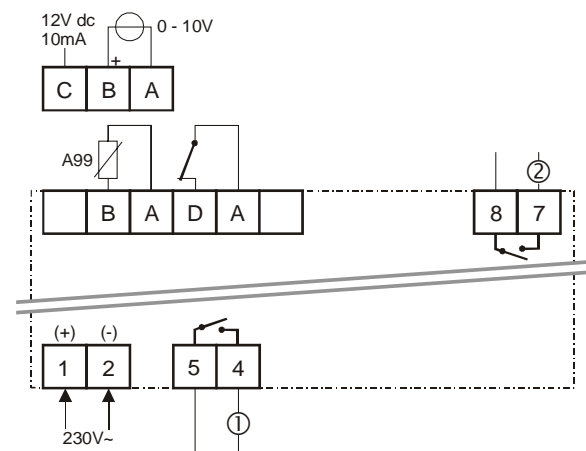 12V dc
10mA
0 - 10V
+
C B A
A99
B A D A
②
8 7
(+) (-)
1 2
5 4
①
230V~